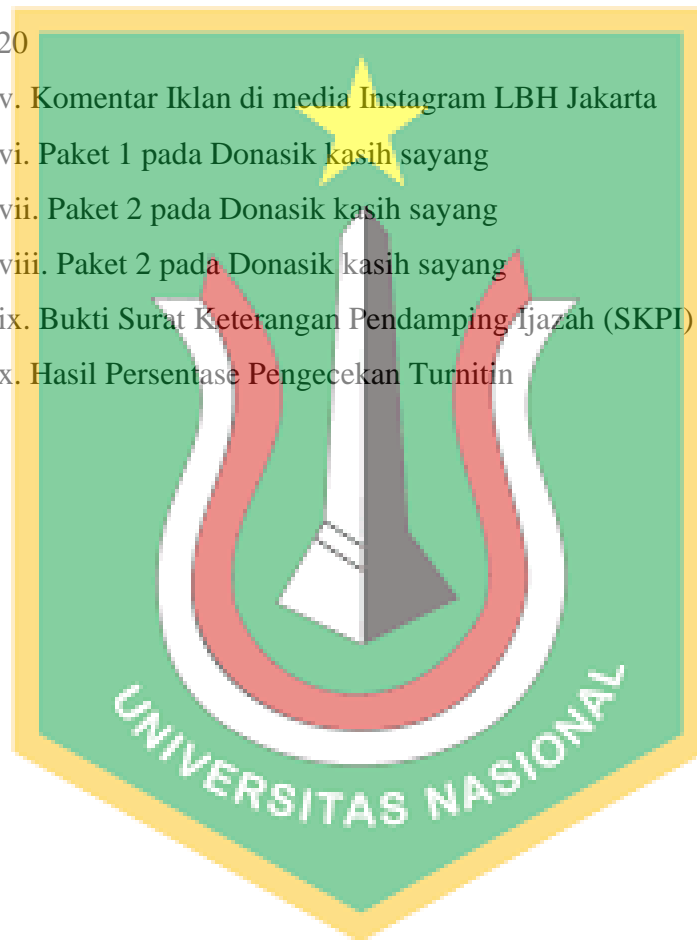 20
v. Komentar Iklan di media Instagram LBH Jakarta
vi. Paket 1 pada Donasik kasih sayang
vii. Paket 2 pada Donasik kasih sayang
viii. Paket 2 pada Donasik kasih sayang
ix. Bukti Surat Keterangan Pendamping Ijazah (SKPI)
x. Hasil Persentase Pengecekan Turnitin
UNIVERSITAS NASIONAL